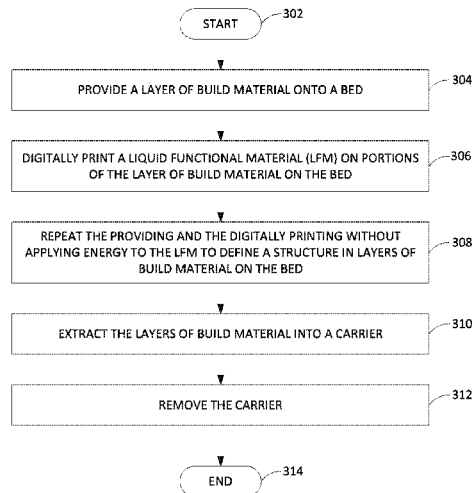 START 302
PROVIDE A LAYER OF BUILD MATERIAL ONTO A BED 304
DIGITALLY PRINT A LIQUID FUNCTIONAL MATERIAL (LFM) ON PORTIONS
OF THE LAYER OF BUILD MATERIAL ON THE BED 306
REPEAT THE PROVIDING AND THE DIGITALLY PRINTING WITHOUT
APPLYING ENERGY TO THE LFM TO DEFINE A STRUCTURE IN LAYERS OF 308
BUILD MATERIAL ON THE BED
EXTRACT THE LAYERS OF BUILD MATERIAL INTO A CARRIER 310
REMOVE THE CARRIER 312
END 314